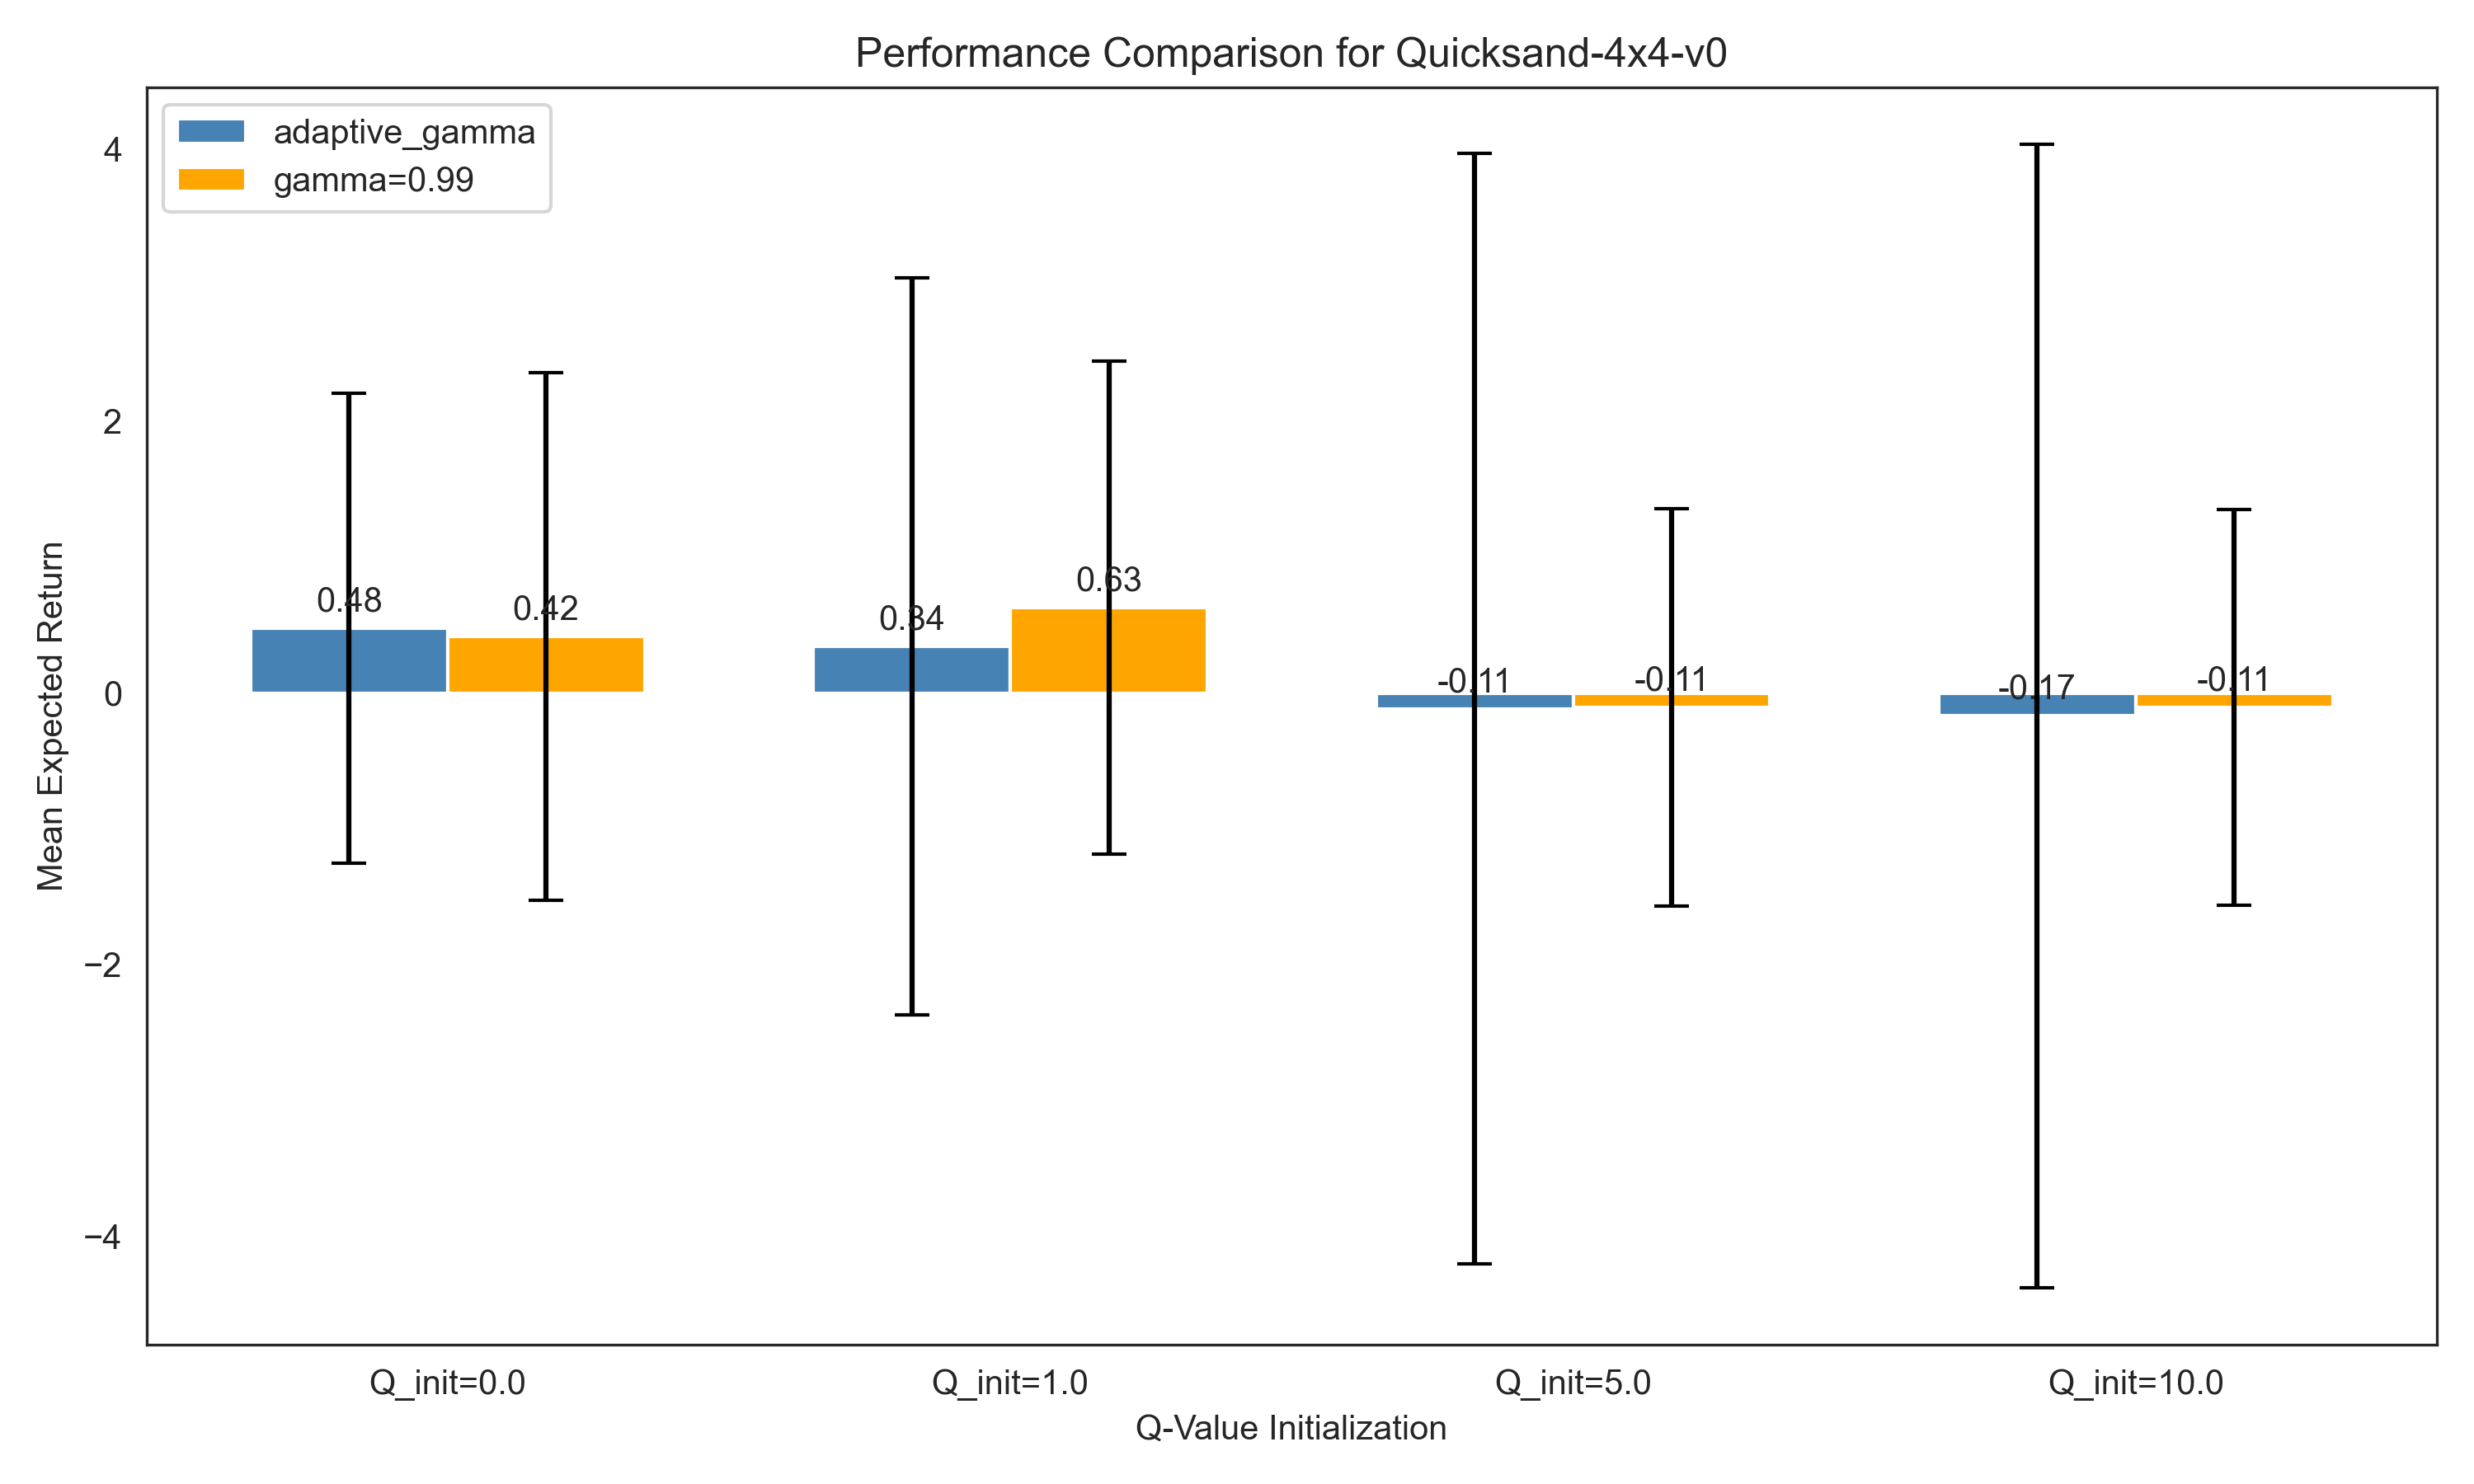 Performance Comparison for Quicksand-4x4-v0
adaptive_gamma
gamma=0.99
Mean Expected Return
4
2
0
−2
−4
0.48
0.42
0.34
0.63
-0.11
-0.11
-0.17
-0.11
Q_init=0.0
Q_init=1.0
Q_init=5.0
Q_init=10.0
Q-Value Initialization